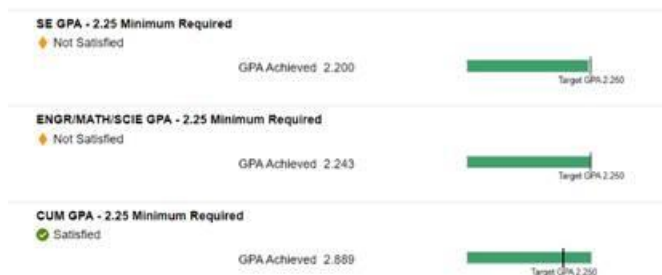 SE GPA - 2.25 Minimum Required
Not Satisfied
GPA Achieved 2.200
Target GPA 2.250
ENGR/MATH/SCIE GPA - 2.25 Minimum Required
Not Satisfied
GPA Achieved 2.243
Target GPA 2.250
CUM GPA - 2.25 Minimum Required
Satisfied
GPA Achieved 2.889
Target GPA 2.250